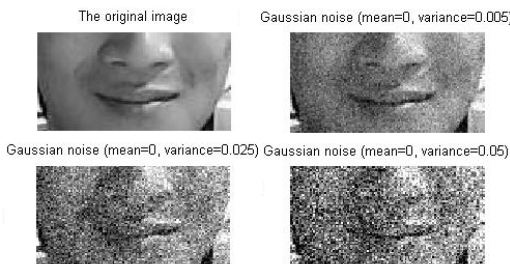 The original image
Gaussian noise (mean=0, variance=0.005)
Gaussian noise (mean=0, variance=0.025)
Gaussian noise (mean=0, variance=0.05)